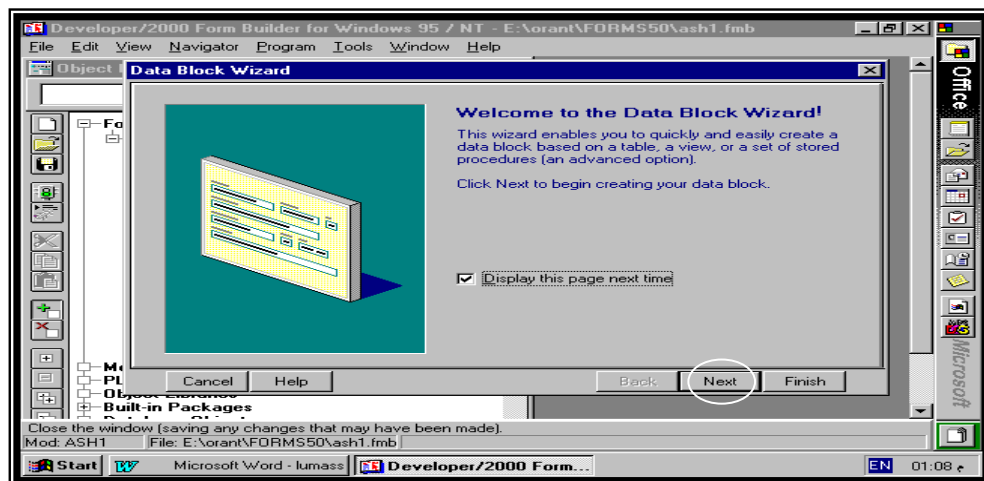 Developer/2000 Form Builder for Windows 95 / NT - E:\orant\FORMS50\ash1.fmb
File Edit View Navigator Program Tools Window Help
Object
Data Block Wizard
Office
Fo
Welcome to the Data Block Wizard!
This wizard enables you to quickly and easily create a
data block based on a table, a view, or a set of stored
procedures (an advanced option).
Click Next to begin creating your data block.
Display this page next time
Microsoft
PL
Cancel Help Back Next Finish
Built-in Packages
Close the window (saving any changes that may have been made).
Mod: ASH1 File: E:\orant\FORMS50\ash1.fmb
Start Microsoft Word - lumass Developer/2000 Form... EN 01:08 م